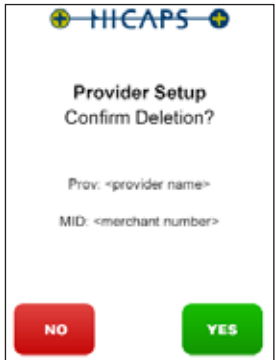 HICAPS
Provider Setup
Confirm Deletion?
Prov: <provider name>
MID: <merchant number>
NO
YES